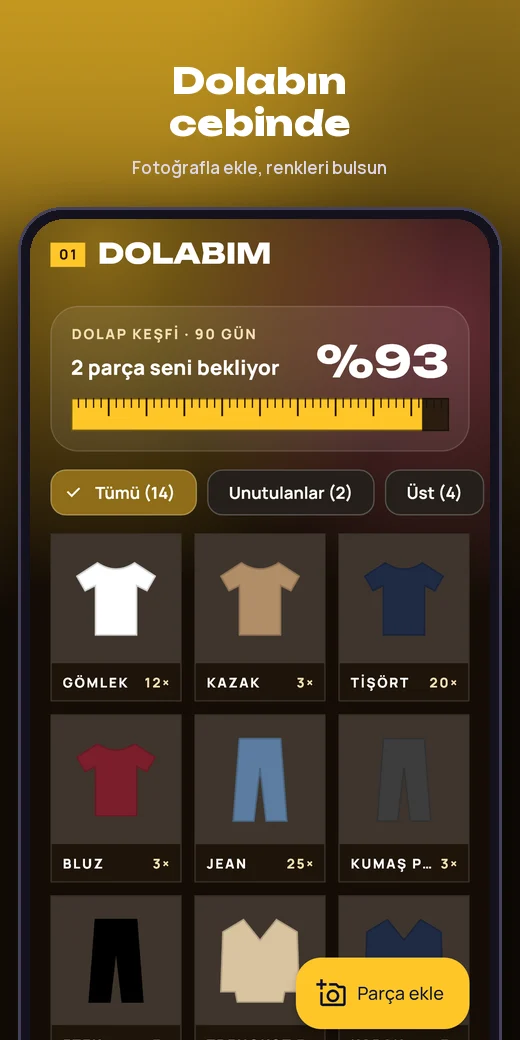 Dolabın
cebinde
Fotoğrafla ekle, renkleri bulsun
01 DOLABIM
DOLAP KEŞFİ · 90 GÜN
2 parça seni bekliyor %93
Tümü (14) Unutulanlar (2) Üst (4)
GÖMLEK 12× KAZAK 3× TİŞÖRT 20×
BLUZ 3× JEAN 25× KUMAŞ P... 3×
Parça ekle